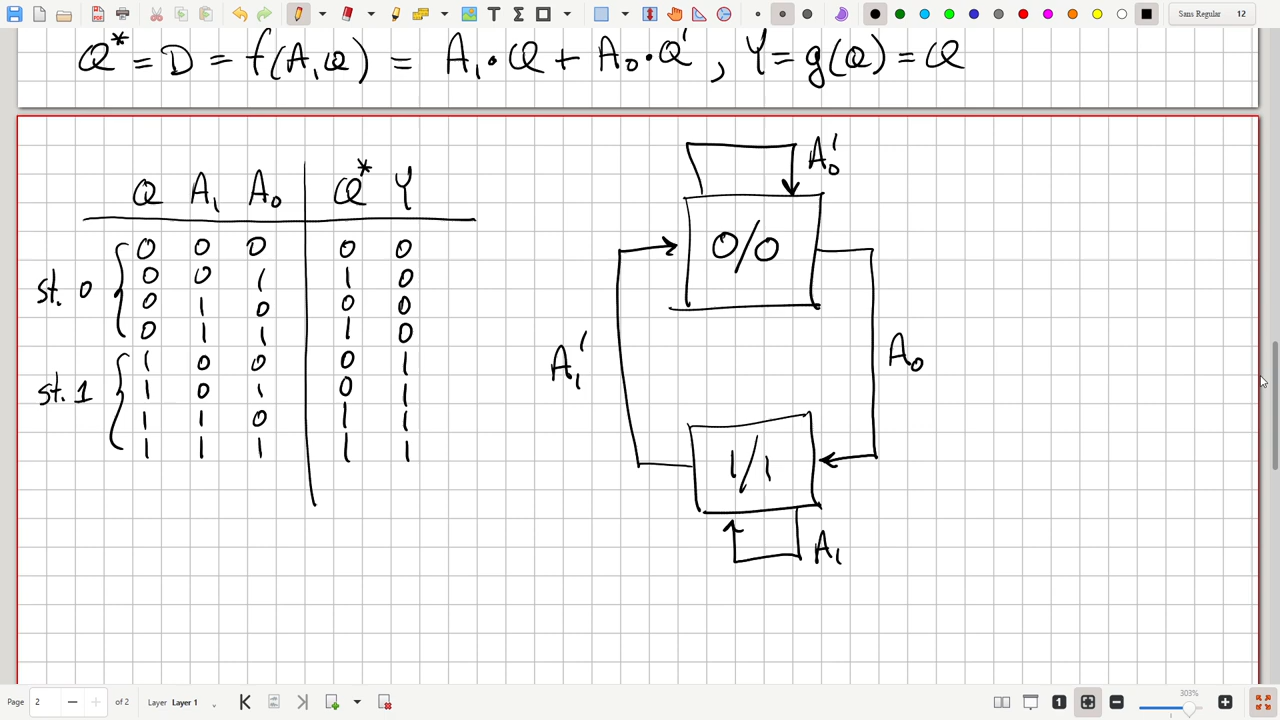 Sans Regular 12
Q* = D = f(A,Q) = A₁·Q + A₀·Q', Y = g(Q) = Q
Q A₁ A₀ Q* Y
st. 0
0 0 0 0 0
0 0 1 1 0
0 1 0 0 0
0 1 1 1 0
st. 1
1 0 0 0 1
1 0 1 0 1
1 1 0 1 1
1 1 1 1 1
A₀'
0/0
A₁'
A₀
1/1
A₁
Page 2 of 2 Layer Layer 1 303%
1